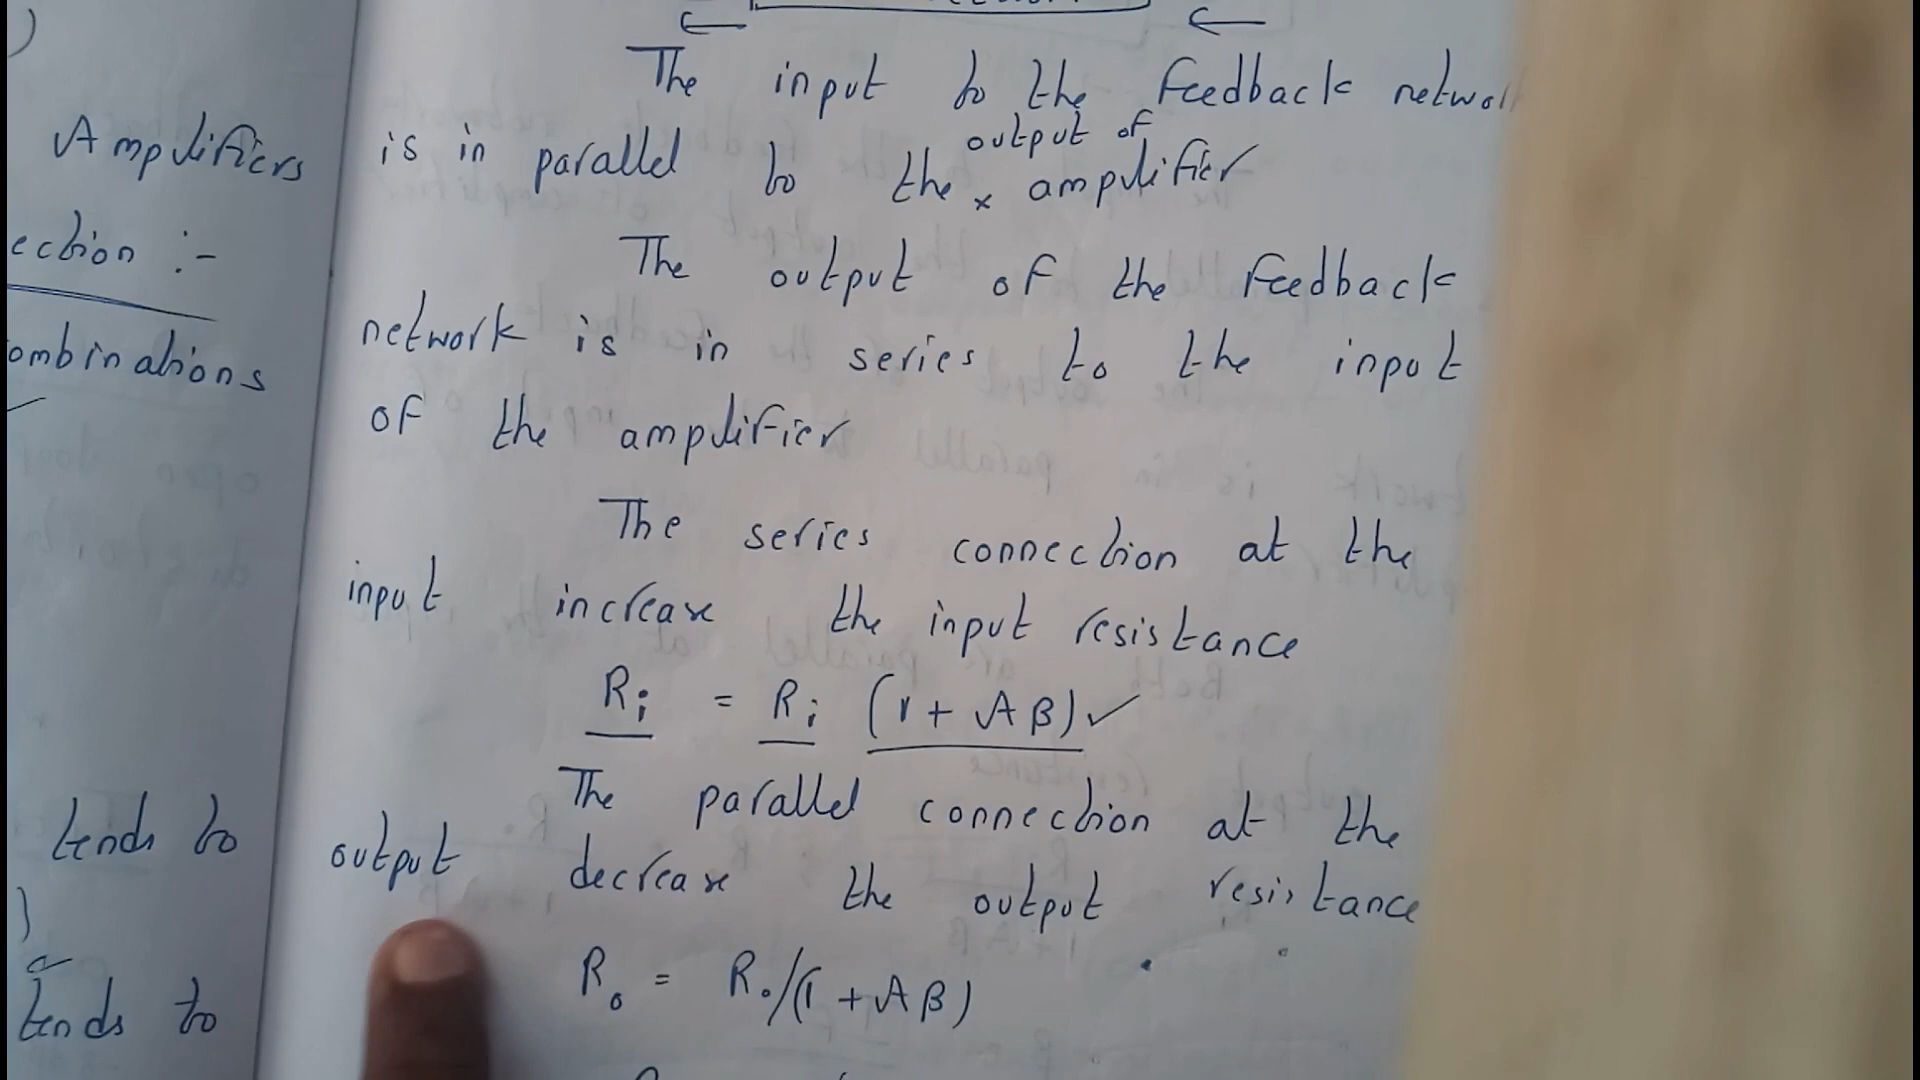 Amplifiers
ection :-
ombinations
tends to
tends to
The input to the feedback networ
is in parallel to the x output of amplifier
The output of the feedback
network is in series to the input
of the amplifier
The series connection at the
input increase the input resistance
Ri = Ri (1 + Aβ) ✓
The parallel connection at the
output decrease the output resistance
Ro = Ro/(1 + Aβ)